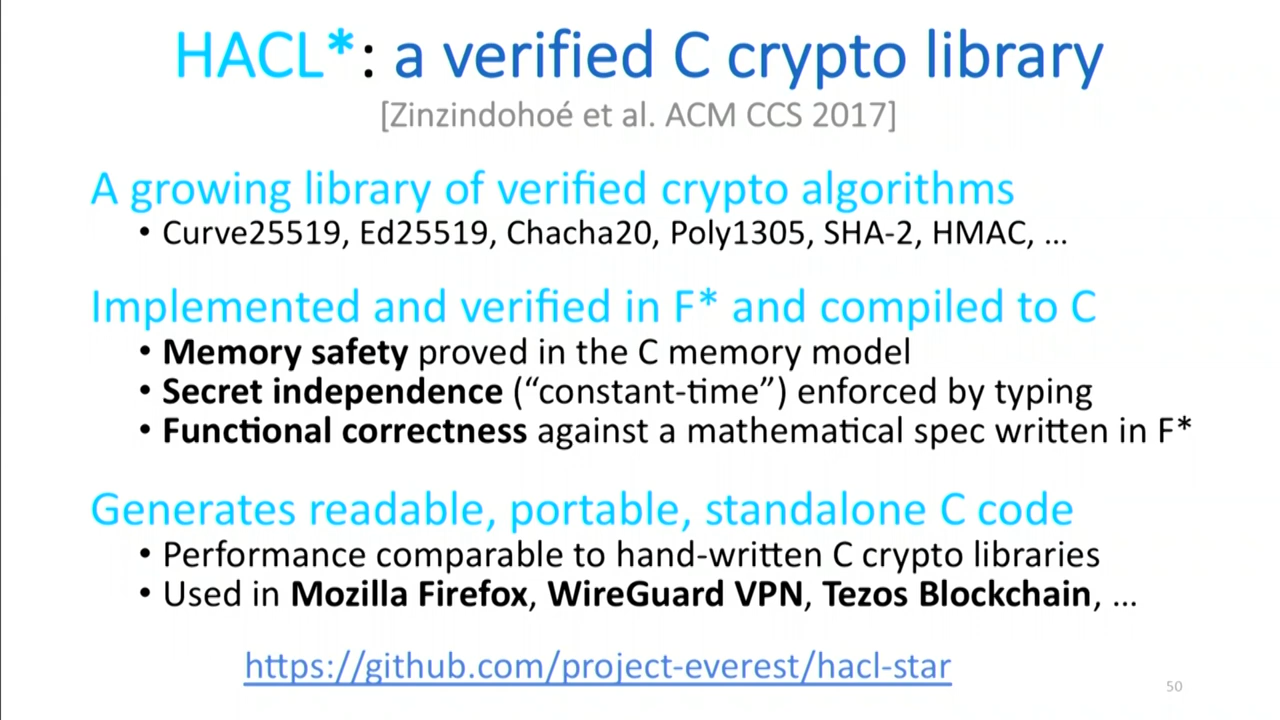 HACL*: a verified C crypto library
[Zinzindohoé et al. ACM CCS 2017]
A growing library of verified crypto algorithms
• Curve25519, Ed25519, Chacha20, Poly1305, SHA-2, HMAC, ...
Implemented and verified in F* and compiled to C
• Memory safety proved in the C memory model
• Secret independence (“constant-time”) enforced by typing
• Functional correctness against a mathematical spec written in F*
Generates readable, portable, standalone C code
• Performance comparable to hand-written C crypto libraries
• Used in Mozilla Firefox, WireGuard VPN, Tezos Blockchain, ...
https://github.com/project-everest/hacl-star
50